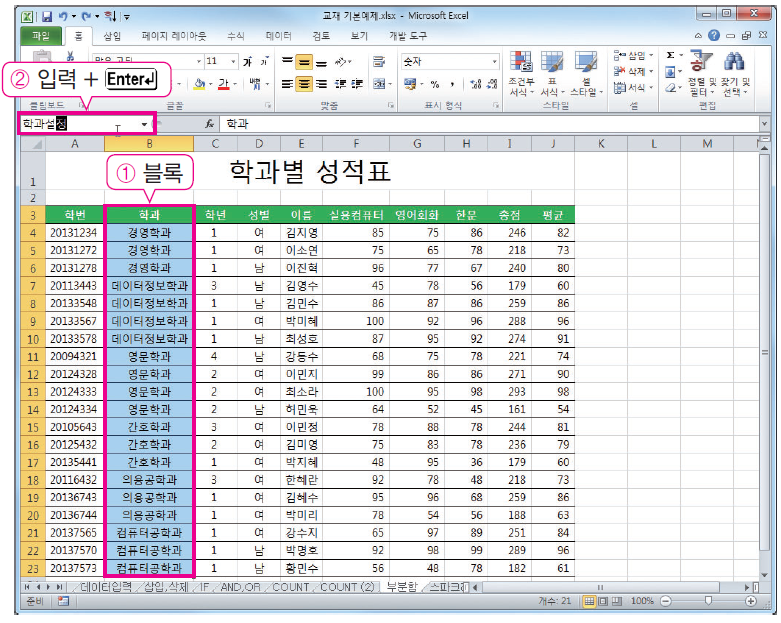 교재 기본예제.xlsx - Microsoft Excel
파일 홈 삽입 페이지 레이아웃 수식 데이터 검토 보기 개발 도구
② 입력 + Enter↲
맑은 고딕 11 가 가 숫자
가 % ,
조건부 서식 표 서식 셀 스타일
삽입 삭제 서식
Σ 정렬 및 필터 찾기 및 선택
클립보드 글꼴 맞춤 표시 형식 스타일 셀 편집
학과설정 fx 학과
A B C D E F G H I J K L M
① 블록
1 학과별 성적표
2
3 학번 학과 학년 성별 이름 실용컴퓨터 영어회화 한문 총점 평균
4 20131234 경영학과 1 여 김지영 85 75 86 246 82
5 20131272 경영학과 1 여 이소연 75 65 78 218 73
6 20131278 경영학과 1 남 이진혁 96 77 67 240 80
7 20113443 데이터정보학과 3 남 김영수 45 78 56 179 60
8 20133548 데이터정보학과 1 남 김민수 86 87 86 259 86
9 20133567 데이터정보학과 1 여 박미혜 100 92 96 288 96
10 20133578 데이터정보학과 1 남 최성호 87 95 92 274 91
11 20094321 영문학과 4 남 강동수 68 75 78 221 74
12 20124328 영문학과 2 여 이민지 99 86 86 271 90
13 20124333 영문학과 2 여 최소라 100 95 98 293 98
14 20124334 영문학과 2 남 허민욱 64 52 45 161 54
15 20105643 간호학과 3 여 이민정 78 88 78 244 81
16 20125432 간호학과 2 여 김미영 75 83 78 236 79
17 20135441 간호학과 1 여 박지혜 48 95 36 179 60
18 20116432 의용공학과 3 여 한혜란 92 78 48 218 73
19 20136743 의용공학과 1 여 김혜수 95 96 68 259 86
20 20136744 의용공학과 1 여 박미리 78 54 56 188 63
21 20137565 컴퓨터공학과 1 여 강수지 65 97 89 251 84
22 20137570 컴퓨터공학과 1 남 박명호 92 98 99 289 96
23 20137573 컴퓨터공학과 1 남 황민수 56 48 78 182 61
데이터입력 삽입,삭제 IF AND,OR COUNT COUNT (2) 부분합
준비 개수: 21 100%